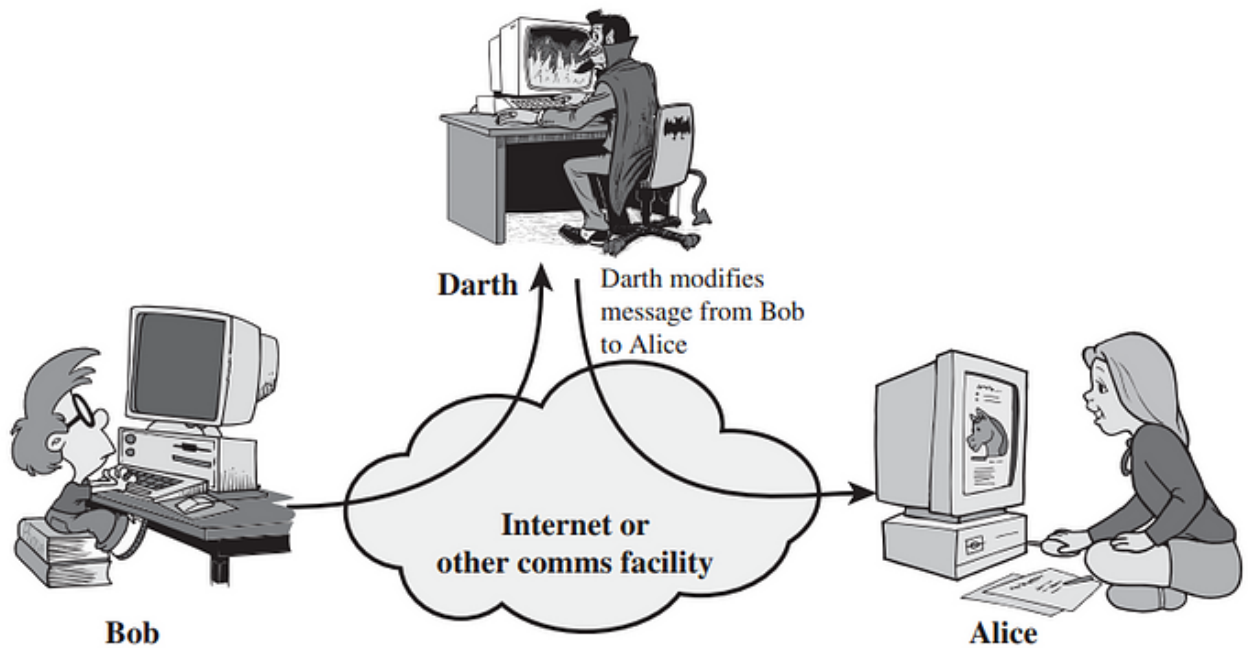 Darth
Darth modifies
message from Bob
to Alice
Internet or
other comms facility
Bob
Alice